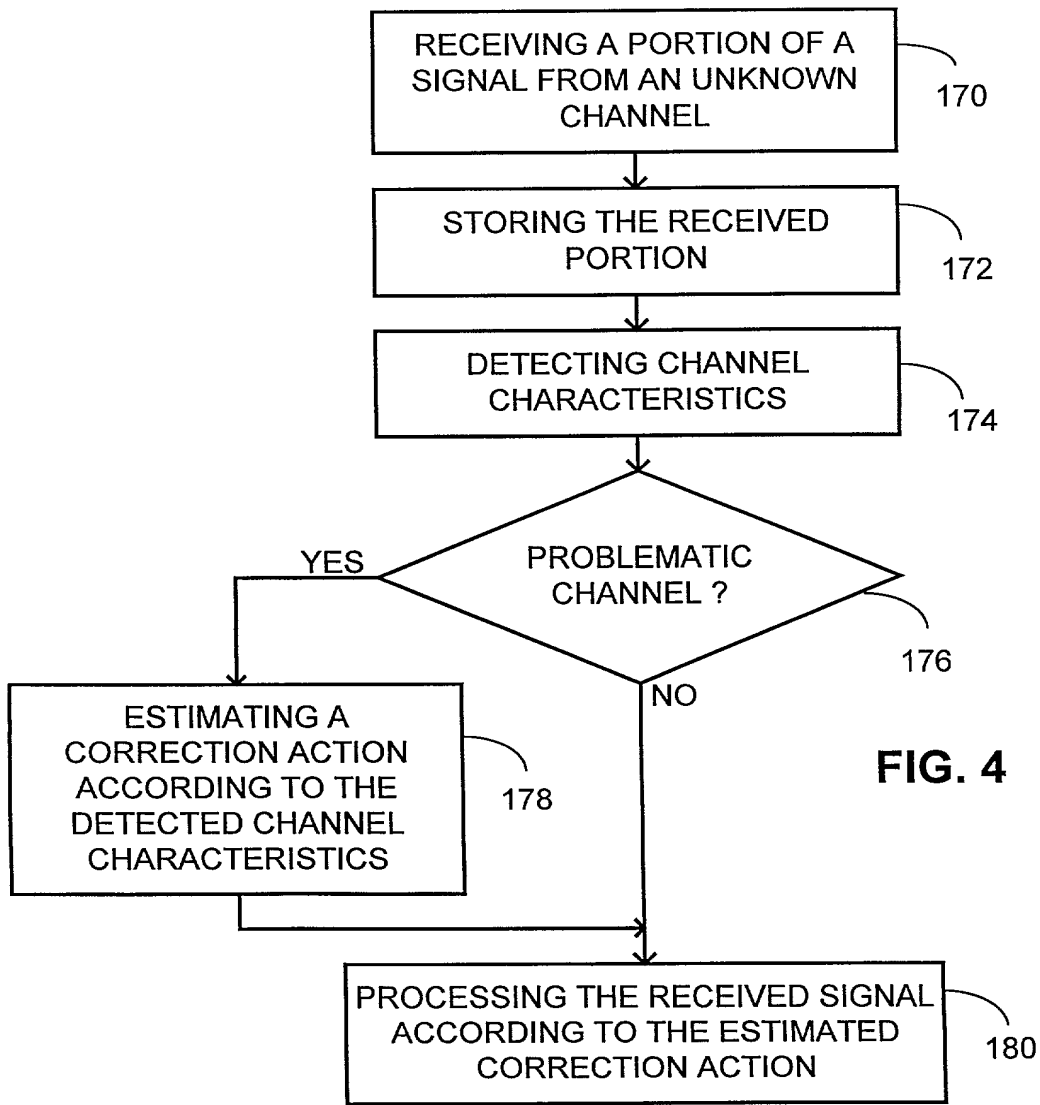 RECEIVING A PORTION OF A
SIGNAL FROM AN UNKNOWN
CHANNEL
170
STORING THE RECEIVED
PORTION
172
DETECTING CHANNEL
CHARACTERISTICS
174
PROBLEMATIC
CHANNEL ?
176
YES
NO
ESTIMATING A
CORRECTION ACTION
ACCORDING TO THE
DETECTED CHANNEL
CHARACTERISTICS
178
FIG. 4
PROCESSING THE RECEIVED SIGNAL
ACCORDING TO THE ESTIMATED
CORRECTION ACTION
180